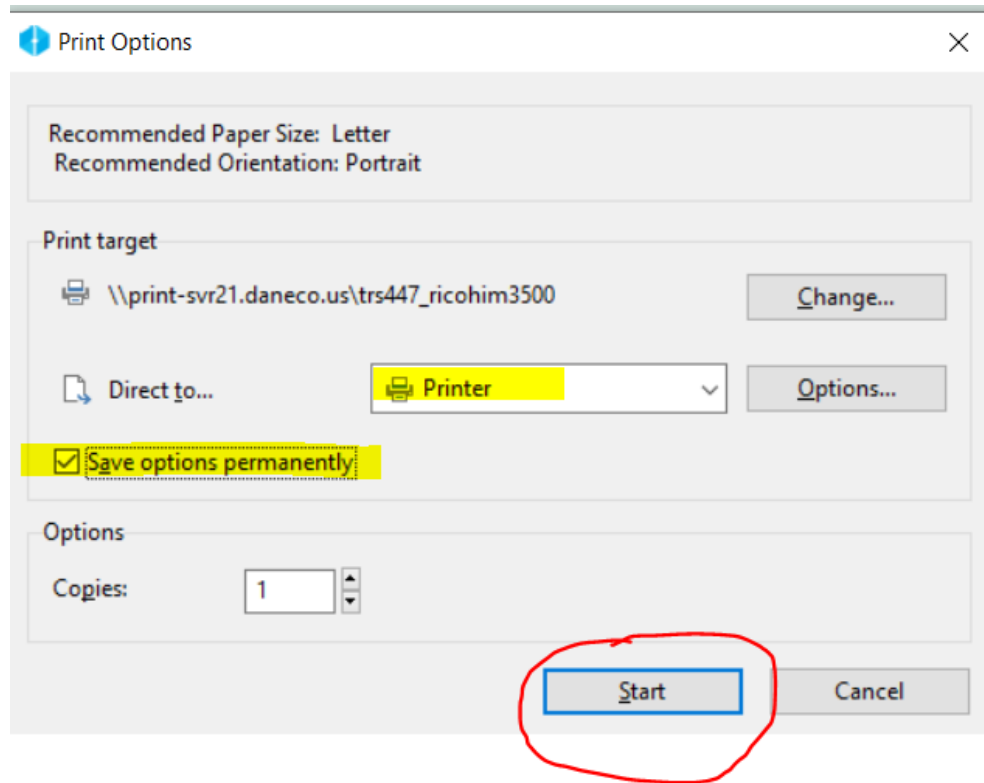 Print Options
Recommended Paper Size: Letter
Recommended Orientation: Portrait
Print target
\\print-svr21.daneco.us\trs447_ricohim3500
Change...
Direct to...
Printer
Options...
Save options permanently
Options
Copies:
1
Start
Cancel